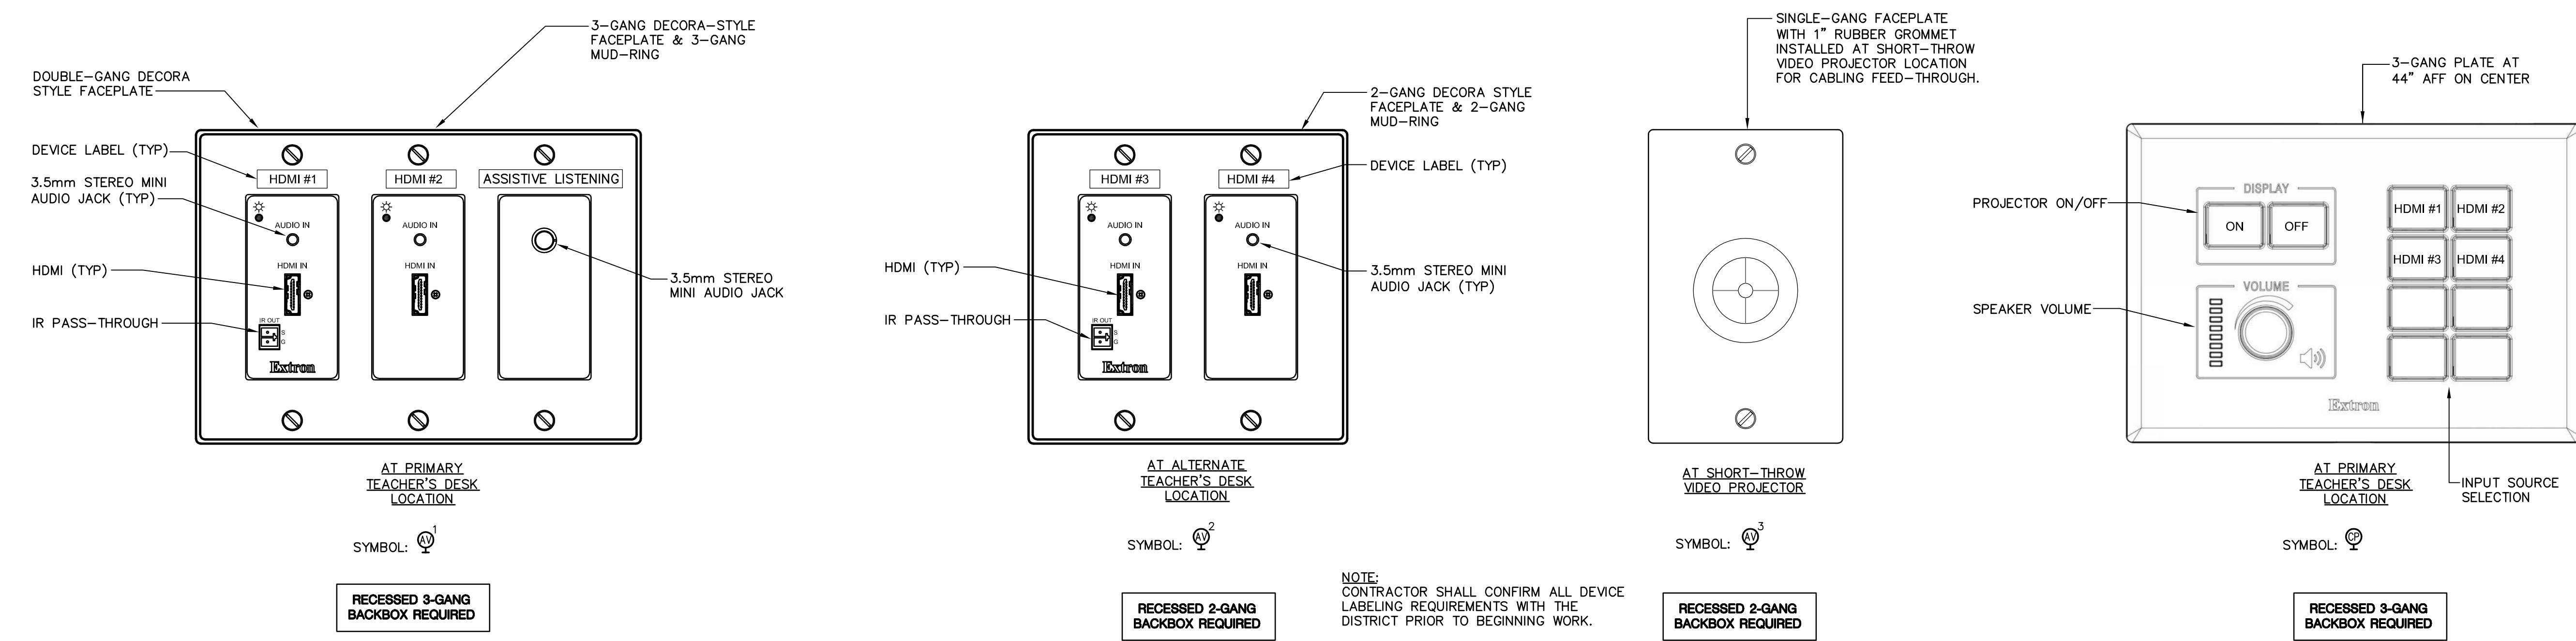 3-GANG DECORA-STYLE
FACEPLATE & 3-GANG
MUD-RING
DOUBLE-GANG DECORA
STYLE FACEPLATE
DEVICE LABEL (TYP)
3.5mm STEREO MINI
AUDIO JACK (TYP)
HDMI (TYP)
IR PASS-THROUGH
HDMI #1
HDMI #2
ASSISTIVE LISTENING
AUDIO IN
AUDIO IN
HDMI IN
HDMI IN
IR OUT
S
G
Extron
3.5mm STEREO
MINI AUDIO JACK
AT PRIMARY
TEACHER'S DESK
LOCATION
SYMBOL: AV 1
RECESSED 3-GANG
BACKBOX REQUIRED
2-GANG DECORA STYLE
FACEPLATE & 2-GANG
MUD-RING
DEVICE LABEL (TYP)
HDMI #3
HDMI #4
AUDIO IN
AUDIO IN
HDMI IN
HDMI IN
IR OUT
S
G
Extron
HDMI (TYP)
IR PASS-THROUGH
3.5mm STEREO MINI
AUDIO JACK (TYP)
AT ALTERNATE
TEACHER'S DESK
LOCATION
SYMBOL: AV 2
RECESSED 2-GANG
BACKBOX REQUIRED
NOTE:
CONTRACTOR SHALL CONFIRM ALL DEVICE
LABELING REQUIREMENTS WITH THE
DISTRICT PRIOR TO BEGINNING WORK.
SINGLE-GANG FACEPLATE
WITH 1" RUBBER GROMMET
INSTALLED AT SHORT-THROW
VIDEO PROJECTOR LOCATION
FOR CABLING FEED-THROUGH.
AT SHORT-THROW
VIDEO PROJECTOR
SYMBOL: AV 3
RECESSED 2-GANG
BACKBOX REQUIRED
3-GANG PLATE AT
44" AFF ON CENTER
PROJECTOR ON/OFF
SPEAKER VOLUME
DISPLAY
ON
OFF
VOLUME
HDMI #1
HDMI #2
HDMI #3
HDMI #4
Extron
INPUT SOURCE
SELECTION
AT PRIMARY
TEACHER'S DESK
LOCATION
SYMBOL: CP
RECESSED 3-GANG
BACKBOX REQUIRED